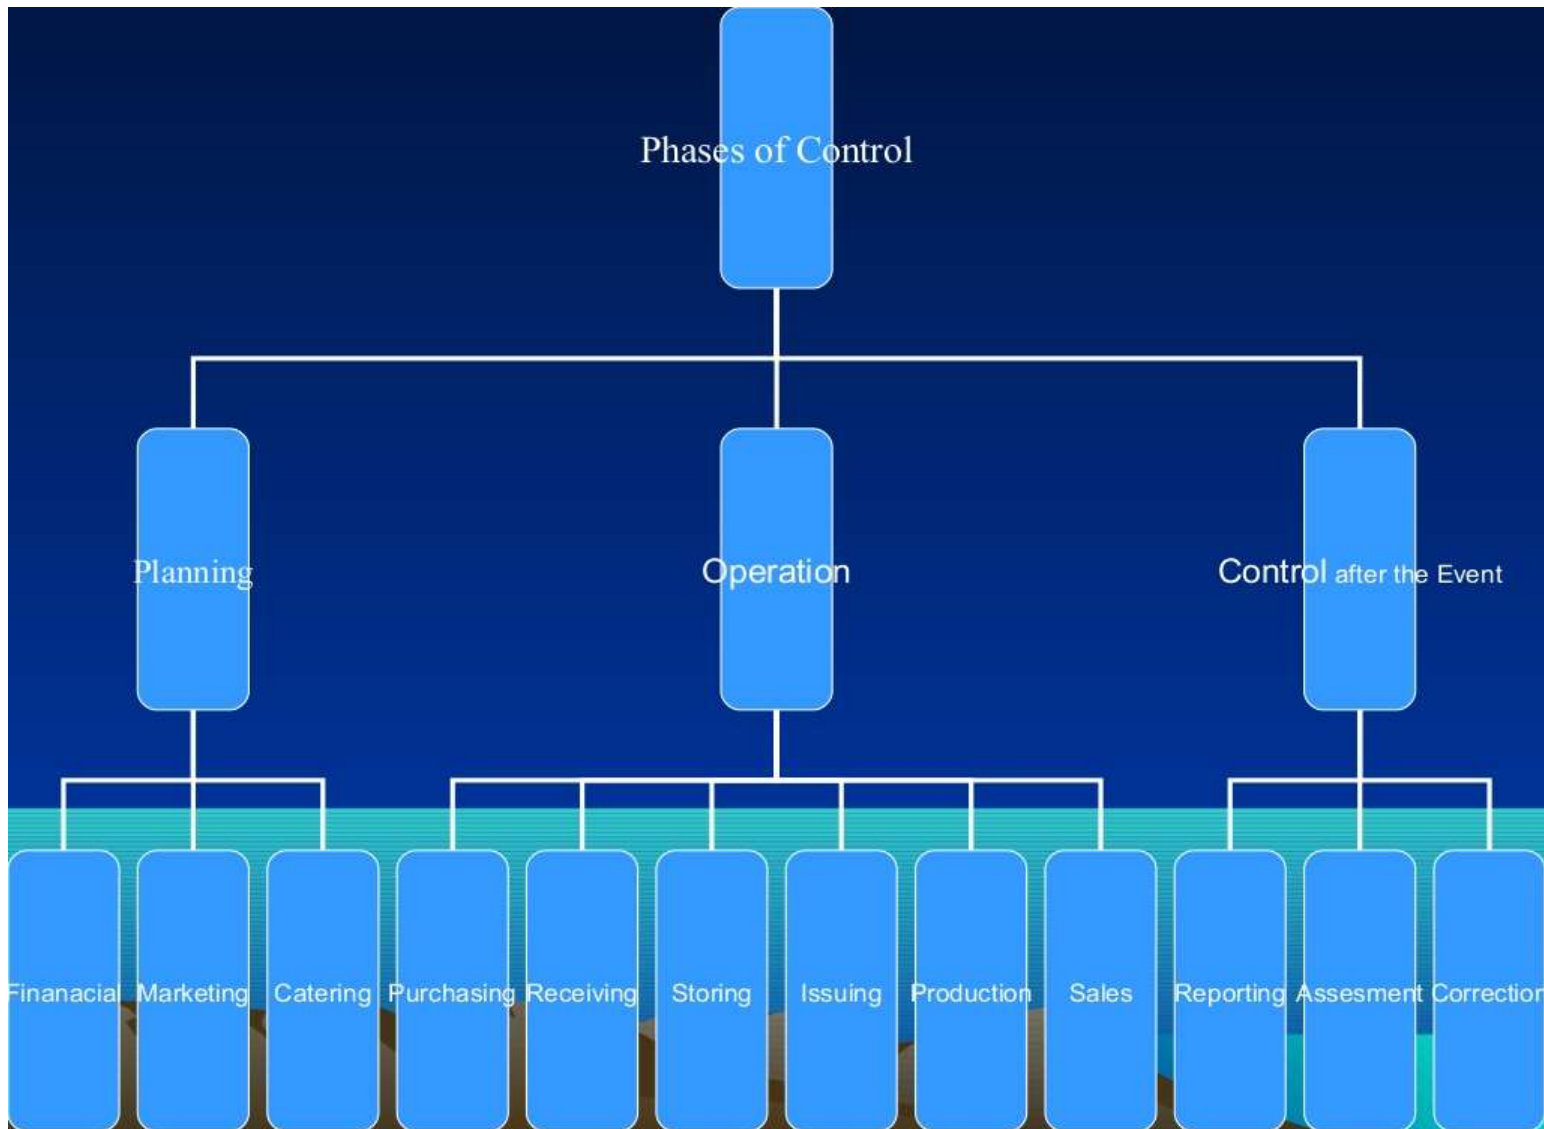 Phases of Control
Planning
Operation
Control after the Event
Finanacial
Marketing
Catering
Purchasing
Receiving
Storing
Issuing
Production
Sales
Reporting
Assesment
Correction